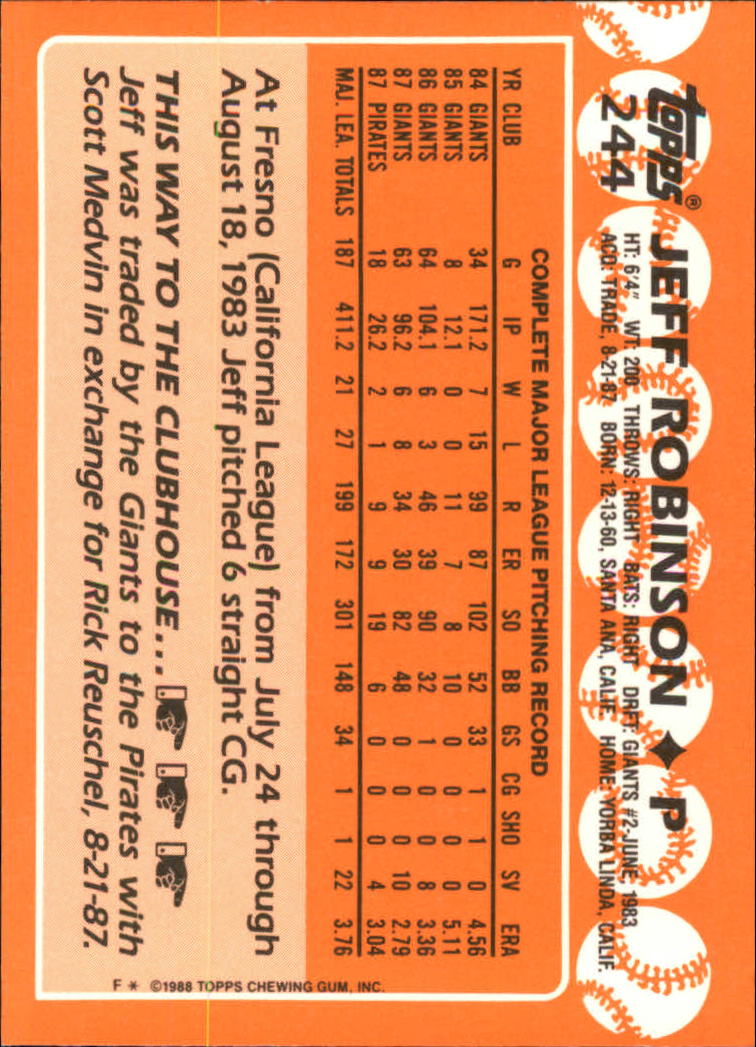 topps® JEFF ROBINSON ♦ P
244 HT: 6'4" WT: 200 THROWS: RIGHT BATS: RIGHT DRFT: GIANTS #2-JUNE, 1983
ACQ: TRADE, 8-21-87 BORN: 12-13-60, SANTA ANA, CALIF. HOME: YORBA LINDA, CALIF.
COMPLETE MAJOR LEAGUE PITCHING RECORD
YR CLUB G IP W L R ER SO BB GS CG SHO SV ERA
84 GIANTS 34 171.2 7 15 99 87 102 52 33 1 1 0 4.56
85 GIANTS 8 12.1 0 0 11 7 8 10 0 0 0 0 5.11
86 GIANTS 64 104.1 6 3 46 39 90 32 1 0 0 8 3.36
87 GIANTS 63 96.2 6 8 34 30 82 48 0 0 0 10 2.79
87 PIRATES 18 26.2 2 1 9 9 19 6 0 0 0 4 3.04
MAJ. LEA. TOTALS 187 411.2 21 27 199 172 301 148 34 1 1 22 3.76
At Fresno (California League) from July 24 through
August 18, 1983 Jeff pitched 6 straight CG.
THIS WAY TO THE CLUBHOUSE...
Jeff was traded by the Giants to the Pirates with
Scott Medvin in exchange for Rick Reuschel, 8-21-87.
F * ©1988 TOPPS CHEWING GUM, INC.